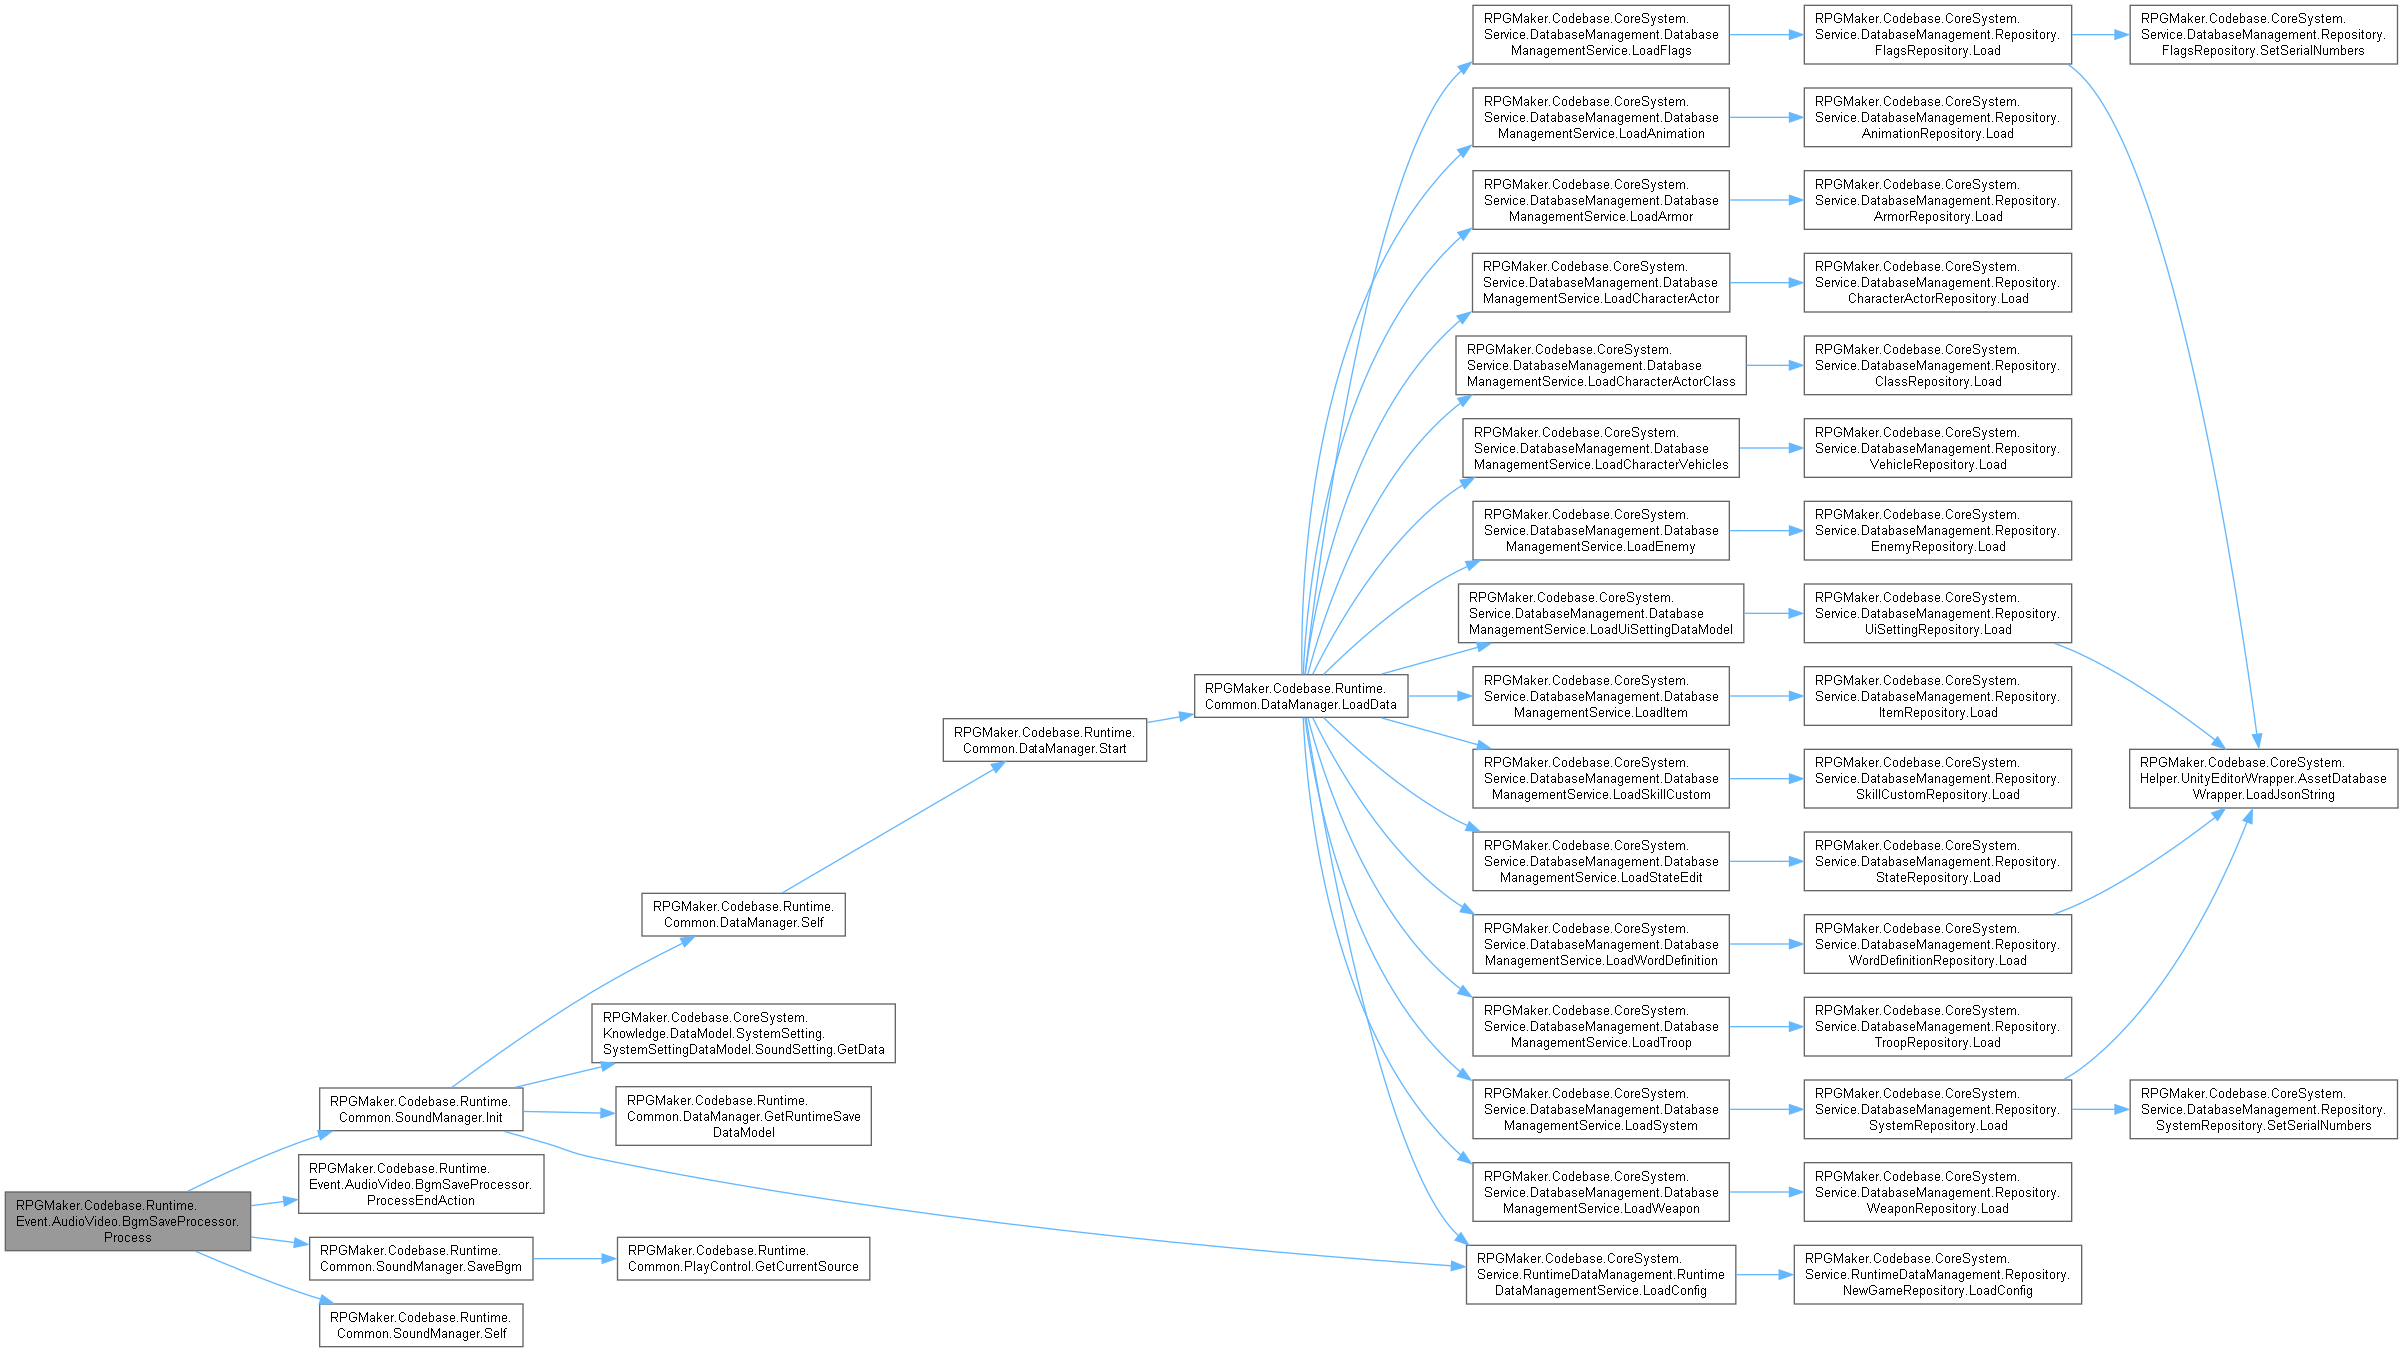 RPGMaker.Codebase.Runtime.
Event.AudioVideo.BgmSaveProcessor.
Process
RPGMaker.Codebase.Runtime.
Common.SoundManager.Init
RPGMaker.Codebase.Runtime.
Event.AudioVideo.BgmSaveProcessor.
ProcessEndAction
RPGMaker.Codebase.Runtime.
Common.SoundManager.SaveBgm
RPGMaker.Codebase.Runtime.
Common.SoundManager.Self
RPGMaker.Codebase.Runtime.
Common.DataManager.Self
RPGMaker.Codebase.CoreSystem.
Knowledge.DataModel.SystemSetting.
SystemSettingDataModel.SoundSetting.GetData
RPGMaker.Codebase.Runtime.
Common.DataManager.GetRuntimeSave
DataModel
RPGMaker.Codebase.Runtime.
Common.PlayControl.GetCurrentSource
RPGMaker.Codebase.Runtime.
Common.DataManager.Start
RPGMaker.Codebase.Runtime.
Common.DataManager.LoadData
RPGMaker.Codebase.CoreSystem.
Service.DatabaseManagement.Database
ManagementService.LoadFlags
RPGMaker.Codebase.CoreSystem.
Service.DatabaseManagement.Database
ManagementService.LoadAnimation
RPGMaker.Codebase.CoreSystem.
Service.DatabaseManagement.Database
ManagementService.LoadArmor
RPGMaker.Codebase.CoreSystem.
Service.DatabaseManagement.Database
ManagementService.LoadCharacterActor
RPGMaker.Codebase.CoreSystem.
Service.DatabaseManagement.Database
ManagementService.LoadCharacterActorClass
RPGMaker.Codebase.CoreSystem.
Service.DatabaseManagement.Database
ManagementService.LoadCharacterVehicles
RPGMaker.Codebase.CoreSystem.
Service.DatabaseManagement.Database
ManagementService.LoadEnemy
RPGMaker.Codebase.CoreSystem.
Service.DatabaseManagement.Database
ManagementService.LoadUiSettingDataModel
RPGMaker.Codebase.CoreSystem.
Service.DatabaseManagement.Database
ManagementService.LoadItem
RPGMaker.Codebase.CoreSystem.
Service.DatabaseManagement.Database
ManagementService.LoadSkillCustom
RPGMaker.Codebase.CoreSystem.
Service.DatabaseManagement.Database
ManagementService.LoadStateEdit
RPGMaker.Codebase.CoreSystem.
Service.DatabaseManagement.Database
ManagementService.LoadWordDefinition
RPGMaker.Codebase.CoreSystem.
Service.DatabaseManagement.Database
ManagementService.LoadTroop
RPGMaker.Codebase.CoreSystem.
Service.DatabaseManagement.Database
ManagementService.LoadSystem
RPGMaker.Codebase.CoreSystem.
Service.DatabaseManagement.Database
ManagementService.LoadWeapon
RPGMaker.Codebase.CoreSystem.
Service.RuntimeDataManagement.Runtime
DataManagementService.LoadConfig
RPGMaker.Codebase.CoreSystem.
Service.DatabaseManagement.Repository.
FlagsRepository.Load
RPGMaker.Codebase.CoreSystem.
Service.DatabaseManagement.Repository.
AnimationRepository.Load
RPGMaker.Codebase.CoreSystem.
Service.DatabaseManagement.Repository.
ArmorRepository.Load
RPGMaker.Codebase.CoreSystem.
Service.DatabaseManagement.Repository.
CharacterActorRepository.Load
RPGMaker.Codebase.CoreSystem.
Service.DatabaseManagement.Repository.
ClassRepository.Load
RPGMaker.Codebase.CoreSystem.
Service.DatabaseManagement.Repository.
VehicleRepository.Load
RPGMaker.Codebase.CoreSystem.
Service.DatabaseManagement.Repository.
EnemyRepository.Load
RPGMaker.Codebase.CoreSystem.
Service.DatabaseManagement.Repository.
UiSettingRepository.Load
RPGMaker.Codebase.CoreSystem.
Service.DatabaseManagement.Repository.
ItemRepository.Load
RPGMaker.Codebase.CoreSystem.
Service.DatabaseManagement.Repository.
SkillCustomRepository.Load
RPGMaker.Codebase.CoreSystem.
Service.DatabaseManagement.Repository.
StateRepository.Load
RPGMaker.Codebase.CoreSystem.
Service.DatabaseManagement.Repository.
WordDefinitionRepository.Load
RPGMaker.Codebase.CoreSystem.
Service.DatabaseManagement.Repository.
TroopRepository.Load
RPGMaker.Codebase.CoreSystem.
Service.DatabaseManagement.Repository.
SystemRepository.Load
RPGMaker.Codebase.CoreSystem.
Service.DatabaseManagement.Repository.
WeaponRepository.Load
RPGMaker.Codebase.CoreSystem.
Service.RuntimeDataManagement.Repository.
NewGameRepository.LoadConfig
RPGMaker.Codebase.CoreSystem.
Service.DatabaseManagement.Repository.
FlagsRepository.SetSerialNumbers
RPGMaker.Codebase.CoreSystem.
Helper.UnityEditorWrapper.AssetDatabase
Wrapper.LoadJsonString
RPGMaker.Codebase.CoreSystem.
Service.DatabaseManagement.Repository.
SystemRepository.SetSerialNumbers